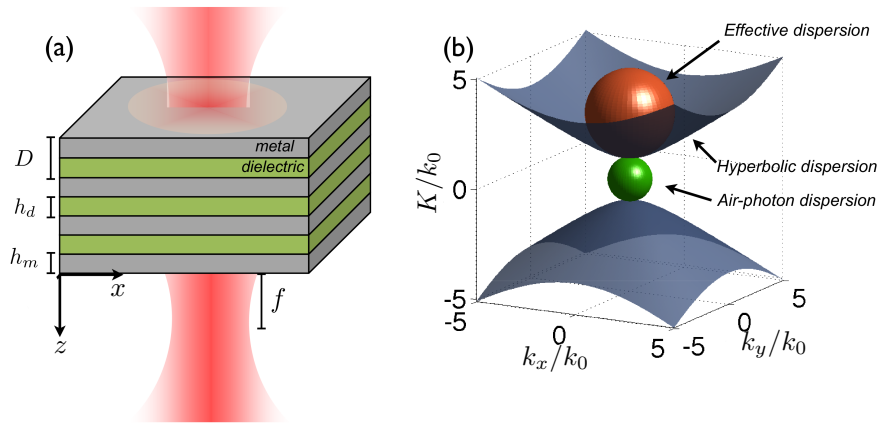 (a)
metal
dielectric
D
h_d
h_m
x
z
f
(b)
Effective dispersion
Hyperbolic dispersion
Air-photon dispersion
K/k_0
5
0
-5
-5
0
5
k_x/k_0
-5
0
5
k_y/k_0